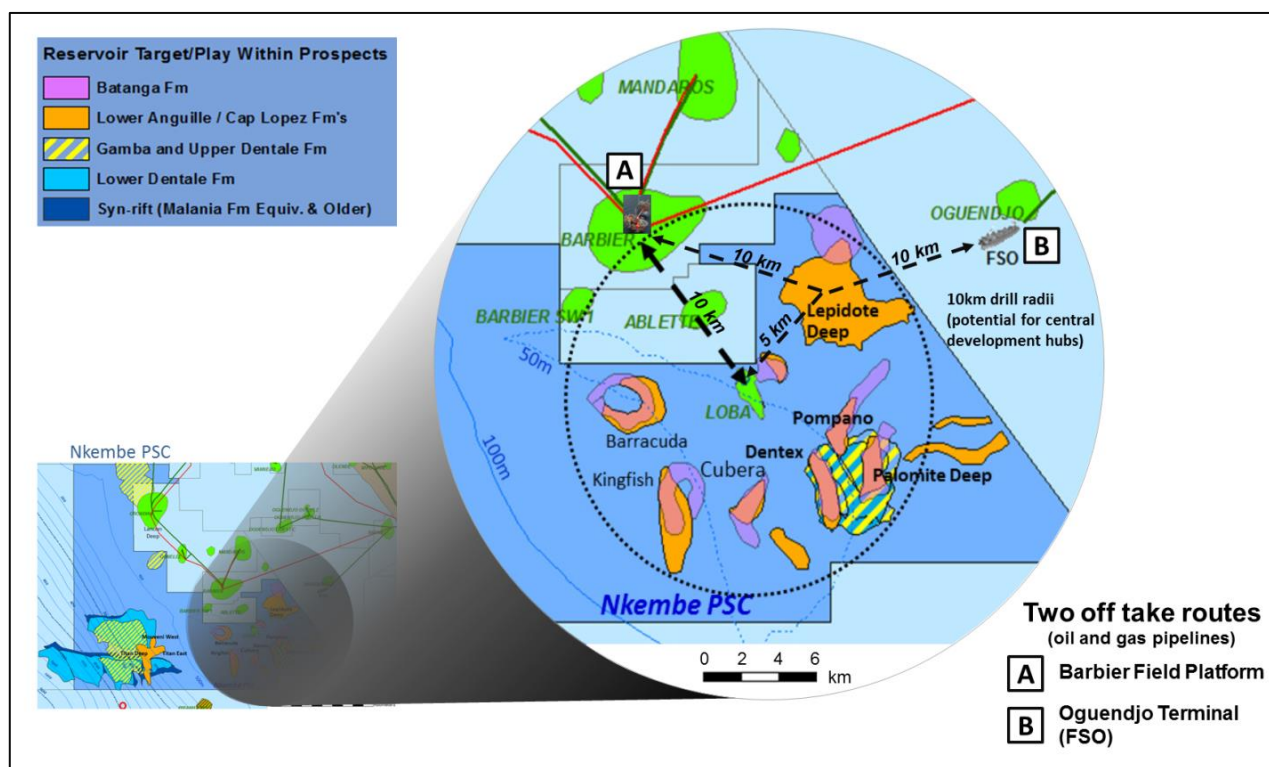 Reservoir Target/Play Within Prospects
Batanga Fm
Lower Anguille / Cap Lopez Fm's
Gamba and Upper Dentale Fm
Lower Dentale Fm
Syn-rift (Malania Fm Equiv. & Older)
MANDAROS
A
OGUENDJO
B
FSO
BARBIER
10 km
10 km
10 km
5 km
10km drill radii
(potential for central
development hubs)
Lepidote
Deep
BARBIER SW1
ABLETTE
50m
100m
LOBA
Barracuda
Pompano
Dentex
Kingfish
Cubera
Palomite Deep
Nkembe PSC
0 2 4 6
km
Two off take routes
(oil and gas pipelines)
A Barbier Field Platform
B Oguendjo Terminal
(FSO)
Nkembe PSC